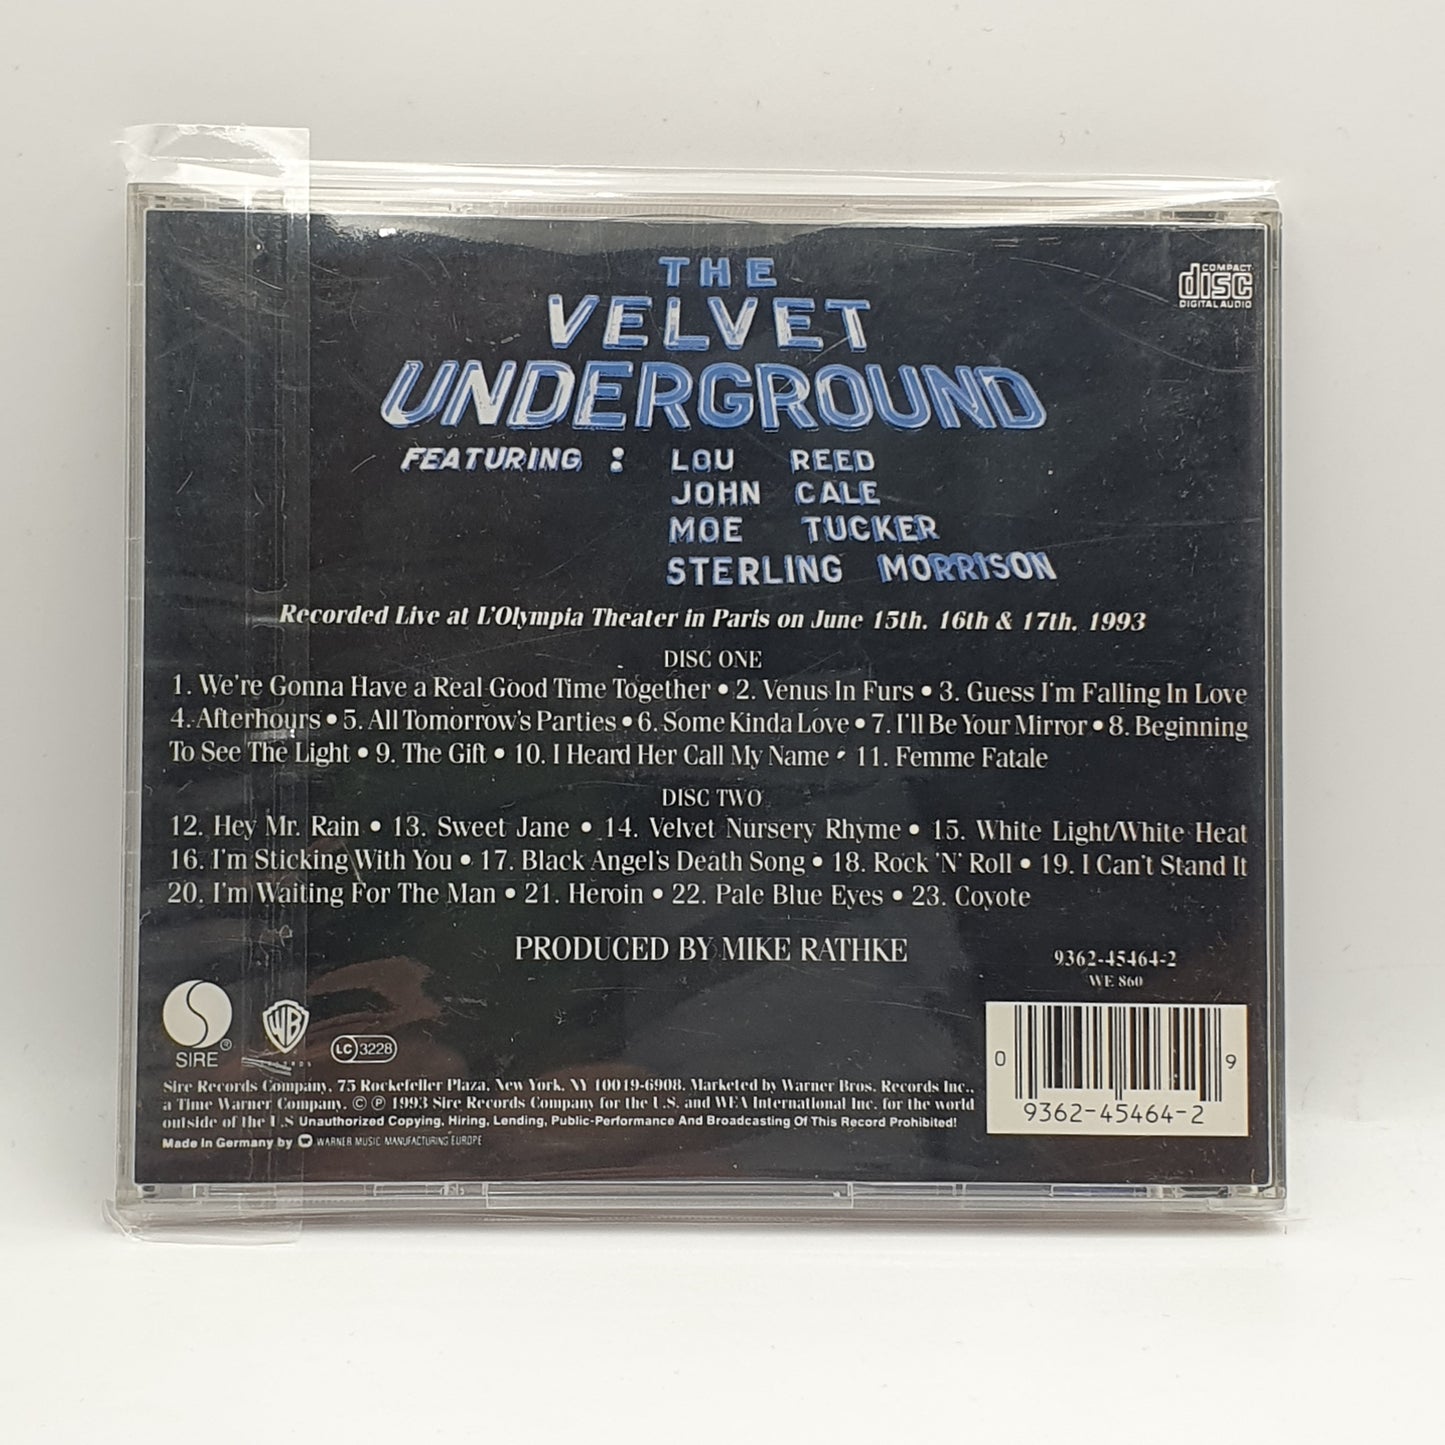 THE
VELVET
UNDERGROUND
COMPACT
disc
DIGITAL AUDIO
FEATURING : LOU REED
JOHN CALE
MOE TUCKER
STERLING MORRISON
Recorded Live at L'Olympia Theater in Paris on June 15th. 16th & 17th. 1993
DISC ONE
1. We're Gonna Have a Real Good Time Together • 2. Venus In Furs • 3. Guess I'm Falling In Love
4. Afterhours • 5. All Tomorrow's Parties • 6. Some Kinda Love • 7. I'll Be Your Mirror • 8. Beginning
To See The Light • 9. The Gift • 10. I Heard Her Call My Name • 11. Femme Fatale
DISC TWO
12. Hey Mr. Rain • 13. Sweet Jane • 14. Velvet Nursery Rhyme • 15. White Light/White Heat
16. I'm Sticking With You • 17. Black Angel's Death Song • 18. Rock 'N' Roll • 19. I Can't Stand It
20. I'm Waiting For The Man • 21. Heroin • 22. Pale Blue Eyes • 23. Coyote
PRODUCED BY MIKE RATHKE
9362-45464-2
WE 860
SIRE ®
WB
LC 3228
0 9
9362-45464-2
Sire Records Company, 75 Rockefeller Plaza, New York, NY 10019-6908. Marketed by Warner Bros. Records Inc.,
a Time Warner Company. © ℗ 1993 Sire Records Company for the U.S. and WEA International Inc. for the world
outside of the U.S Unauthorized Copying, Hiring, Lending, Public-Performance And Broadcasting Of This Record Prohibited!
Made In Germany by WARNER MUSIC MANUFACTURING EUROPE